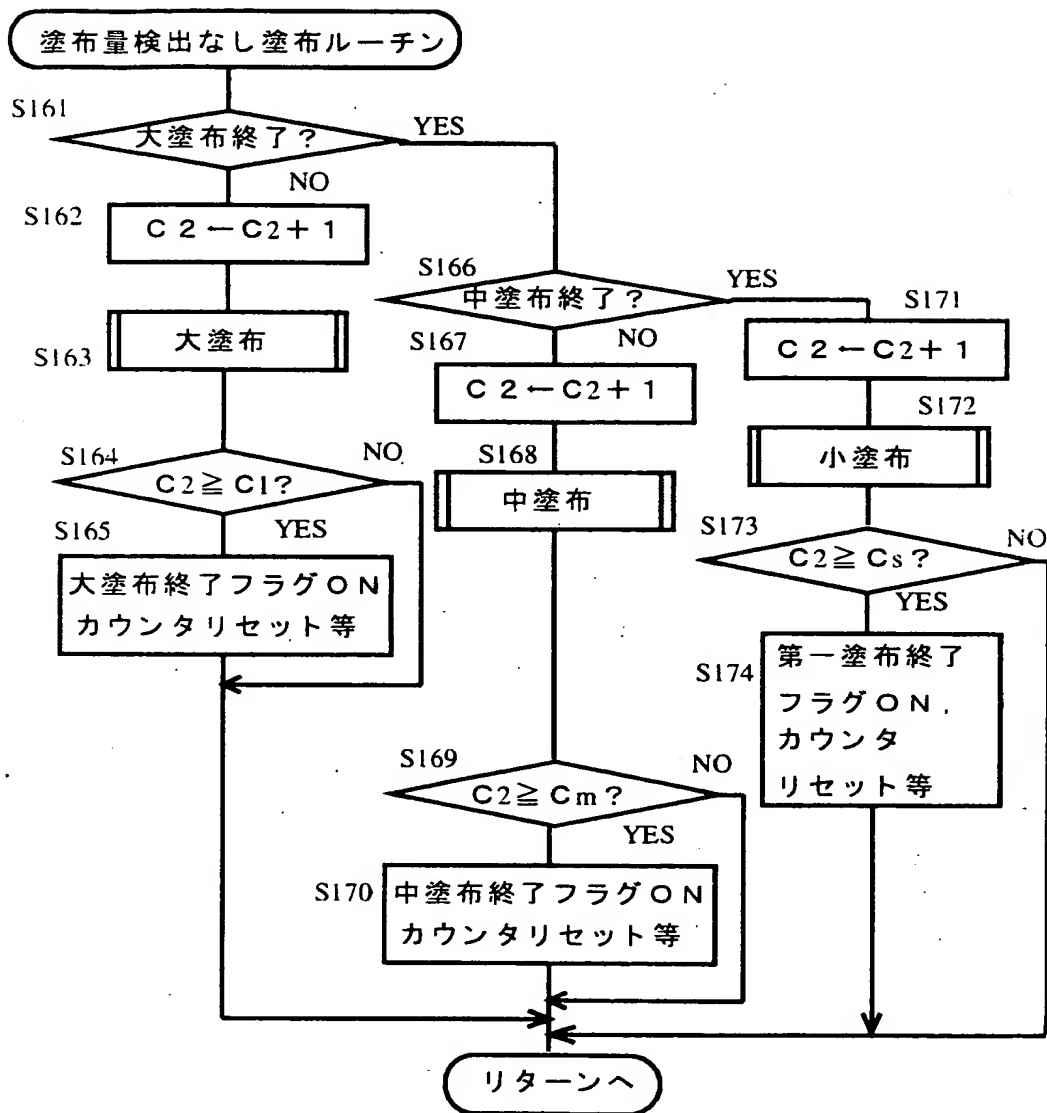 塗布量検出なし塗布ルーチン
S161
大塗布終了?
YES
NO
S162
C2←C2+1
S163
大塗布
S164
C2≧Cl?
NO
YES
S165
大塗布終了フラグON
カウンタリセット等
S166
中塗布終了?
YES
NO
S167
C2←C2+1
S168
中塗布
S169
C2≧Cm?
NO
YES
S170
中塗布終了フラグON
カウンタリセット等
S171
C2←C2+1
S172
小塗布
S173
C2≧Cs?
NO
YES
S174
第一塗布終了
フラグON,
カウンタ
リセット等
リターンへ